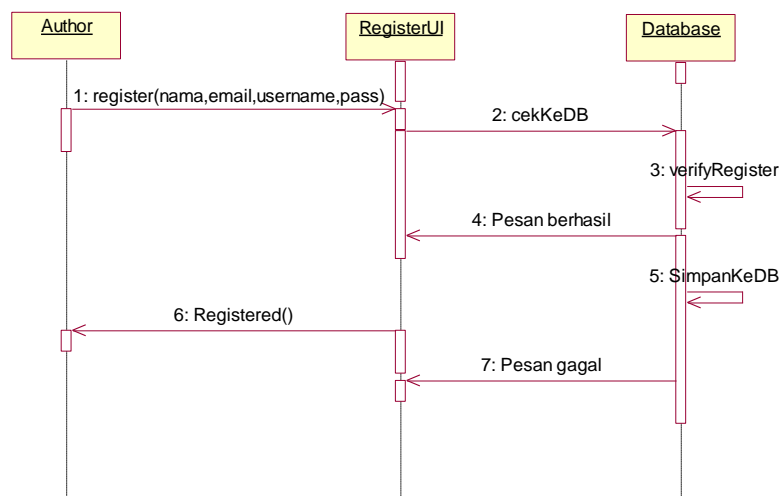 Author
RegisterUI
Database
1: register(nama,email,username,pass)
2: cekKeDB
3: verifyRegister
4: Pesan berhasil
5: SimpanKeDB
6: Registered()
7: Pesan gagal